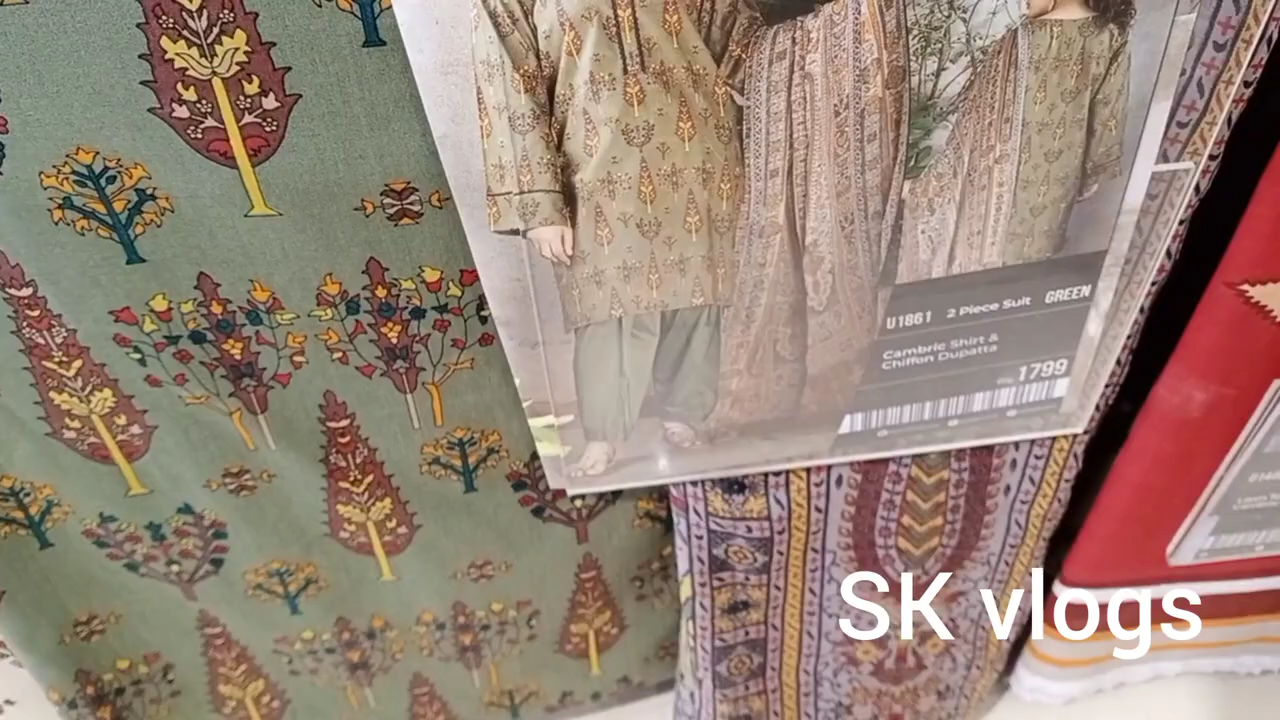 U1861 2 Piece Suit GREEN
Cambric Shirt &
Chiffon Dupatta
1799
SK vlogs